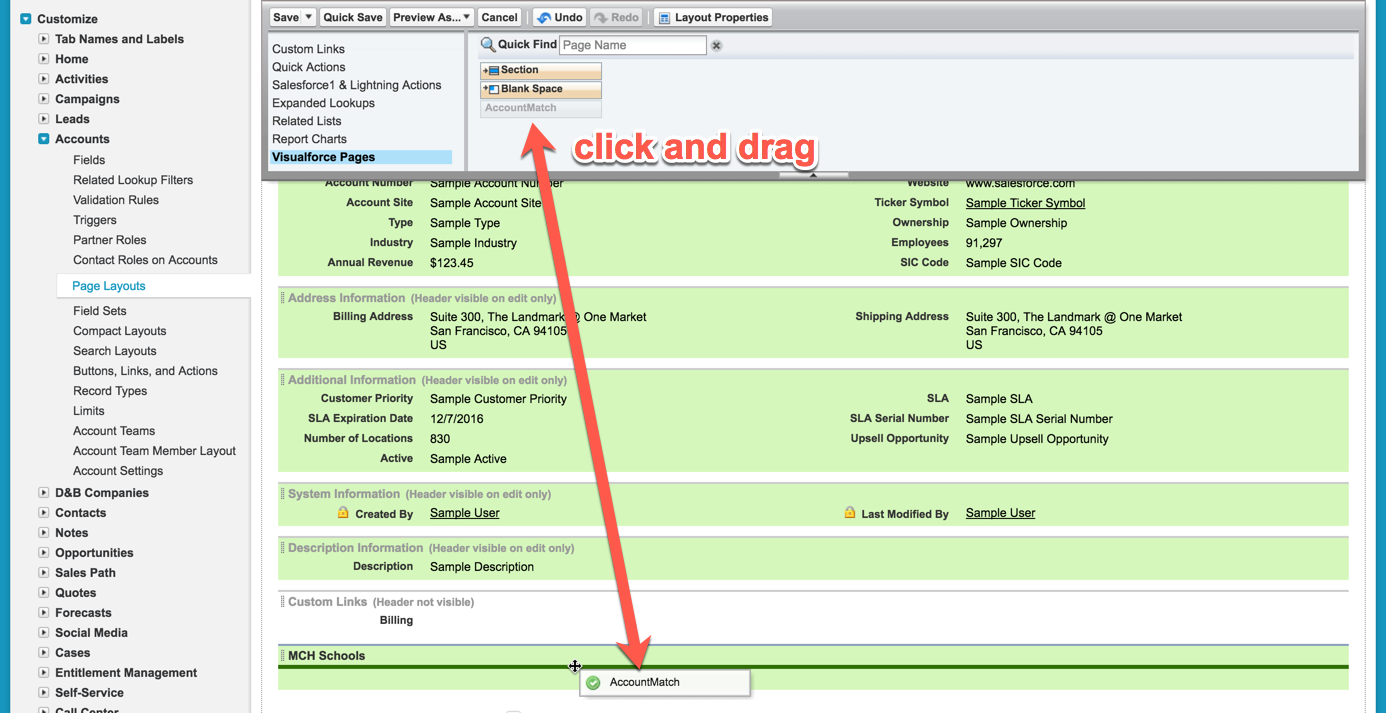 Customize
Tab Names and Labels
Home
Activities
Campaigns
Leads
Accounts
Fields
Related Lookup Filters
Validation Rules
Triggers
Partner Roles
Contact Roles on Accounts
Page Layouts
Field Sets
Compact Layouts
Search Layouts
Buttons, Links, and Actions
Record Types
Limits
Account Teams
Account Team Member Layout
Account Settings
D&B Companies
Contacts
Notes
Opportunities
Sales Path
Quotes
Forecasts
Social Media
Cases
Entitlement Management
Self-Service
Call Center
Save Quick Save Preview As... Cancel Undo Redo Layout Properties
Custom Links
Quick Actions
Salesforce1 & Lightning Actions
Expanded Lookups
Related Lists
Report Charts
Visualforce Pages
Quick Find Page Name
Section
Blank Space
AccountMatch
click and drag
Account Number Sample Account Number Website www.salesforce.com
Account Site Sample Account Site Ticker Symbol Sample Ticker Symbol
Type Sample Type Ownership Sample Ownership
Industry Sample Industry Employees 91,297
Annual Revenue $123.45 SIC Code Sample SIC Code
Address Information (Header visible on edit only)
Billing Address Suite 300, The Landmark @ One Market Shipping Address Suite 300, The Landmark @ One Market
San Francisco, CA 94105 San Francisco, CA 94105
US US
Additional Information (Header visible on edit only)
Customer Priority Sample Customer Priority SLA Sample SLA
SLA Expiration Date 12/7/2016 SLA Serial Number Sample SLA Serial Number
Number of Locations 830 Upsell Opportunity Sample Upsell Opportunity
Active Sample Active
System Information (Header visible on edit only)
Created By Sample User Last Modified By Sample User
Description Information (Header visible on edit only)
Description Sample Description
Custom Links (Header not visible)
Billing
MCH Schools
AccountMatch